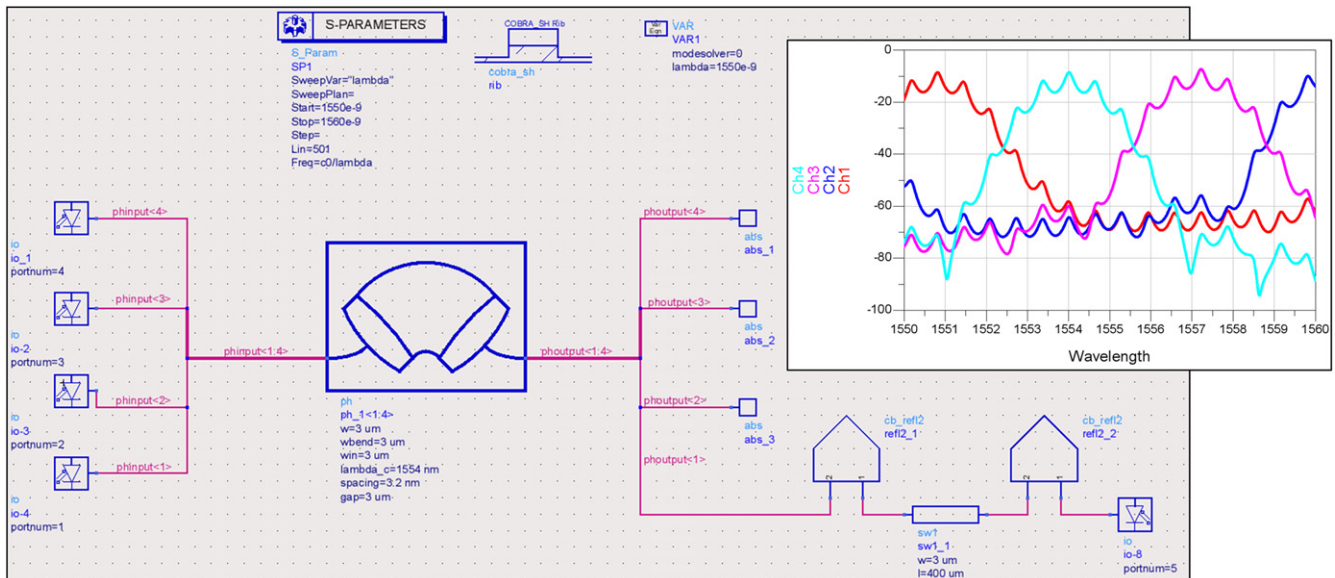 S-PARAMETERS
S_Param
SP1
SweepVar="lambda"
SweepPlan=
Start=1550e-9
Stop=1560e-9
Step=
Lin=501
Freq=c0/lambda
COBRA_SH Rib
cobra_sh
rib
Var
Eqn
VAR
VAR1
modesolver=0
lambda=1550e-9
phinput<4>
io
io_1
portnum=4
phinput<3>
io-2
portnum=3
phinput<2>
io-3
portnum=2
phinput<1>
io-4
portnum=1
phinput<1:4>
ph
ph_1<1:4>
w=3 um
wbend=3 um
win=3 um
lambda_c=1554 nm
spacing=3.2 nm
gap=3 um
phoutput<1:4>
phoutput<4>
abs
abs_1
phoutput<3>
abs
abs_2
phoutput<2>
abs
abs_3
phoutput<1>
cb_refl2
refl2_1
2
1
sw1
sw1_1
w=3 um
l=400 um
cb_refl2
refl2_2
2
1
io
io-8
portnum=5
Ch4
Ch3
Ch2
Ch1
0
-20
-40
-60
-80
-100
1550
1551
1552
1553
1554
1555
1556
1557
1558
1559
1560
Wavelength